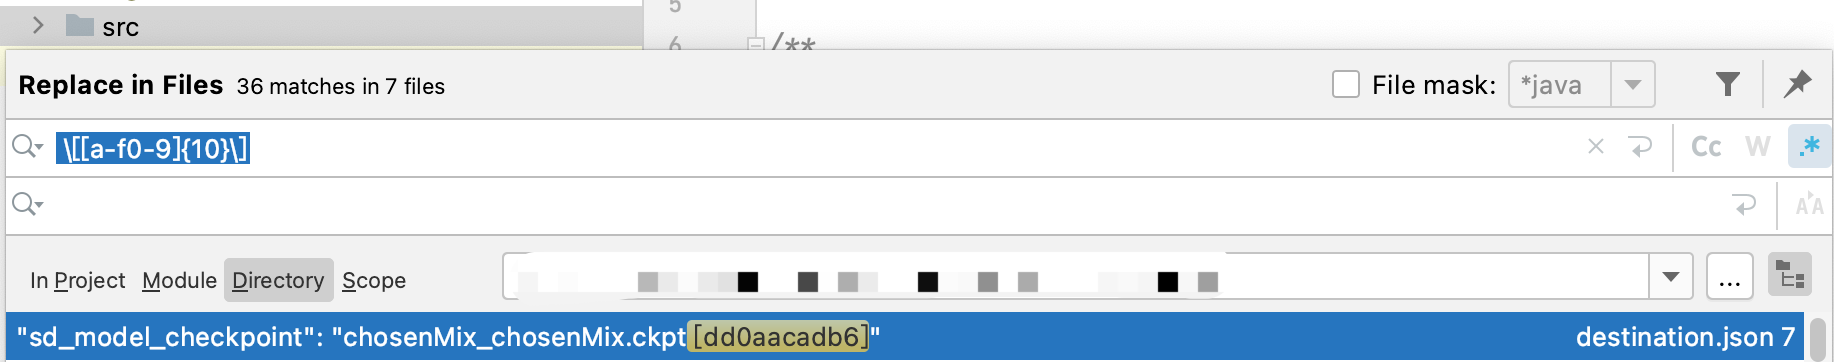 src
5
6
/**
Replace in Files 36 matches in 7 files
File mask: *java
\[[a-f0-9]{10}\]
Cc W .*
In Project Module Directory Scope
...
"sd_model_checkpoint": "chosenMix_chosenMix.ckpt[dd0aacadb6]" destination.json 7